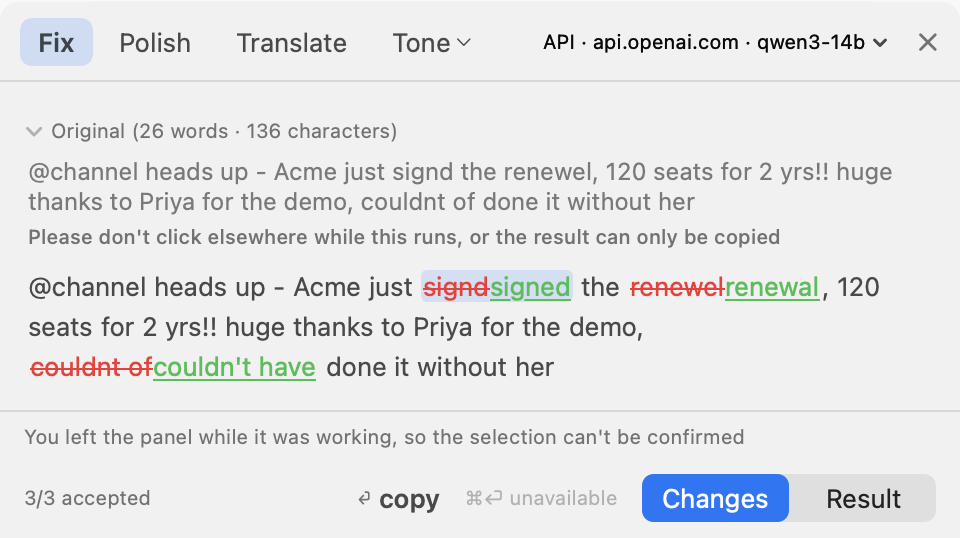 Fix Polish Translate Tone API · api.openai.com · qwen3-14b
Original (26 words · 136 characters)
@channel heads up - Acme just signd the renewel, 120 seats for 2 yrs!! huge
thanks to Priya for the demo, couldnt of done it without her
Please don't click elsewhere while this runs, or the result can only be copied
@channel heads up - Acme just signdsigned the renewelrenewal, 120
seats for 2 yrs!! huge thanks to Priya for the demo,
couldnt ofcouldn't have done it without her
You left the panel while it was working, so the selection can't be confirmed
3/3 accepted ⏎ copy ⌘⏎ unavailable Changes Result